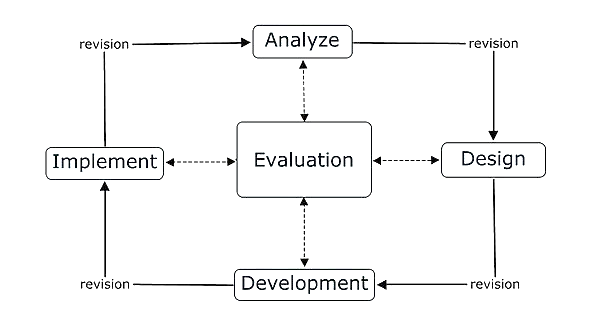 revision
Analyze
revision
Implement
Evaluation
Design
revision
Development
revision